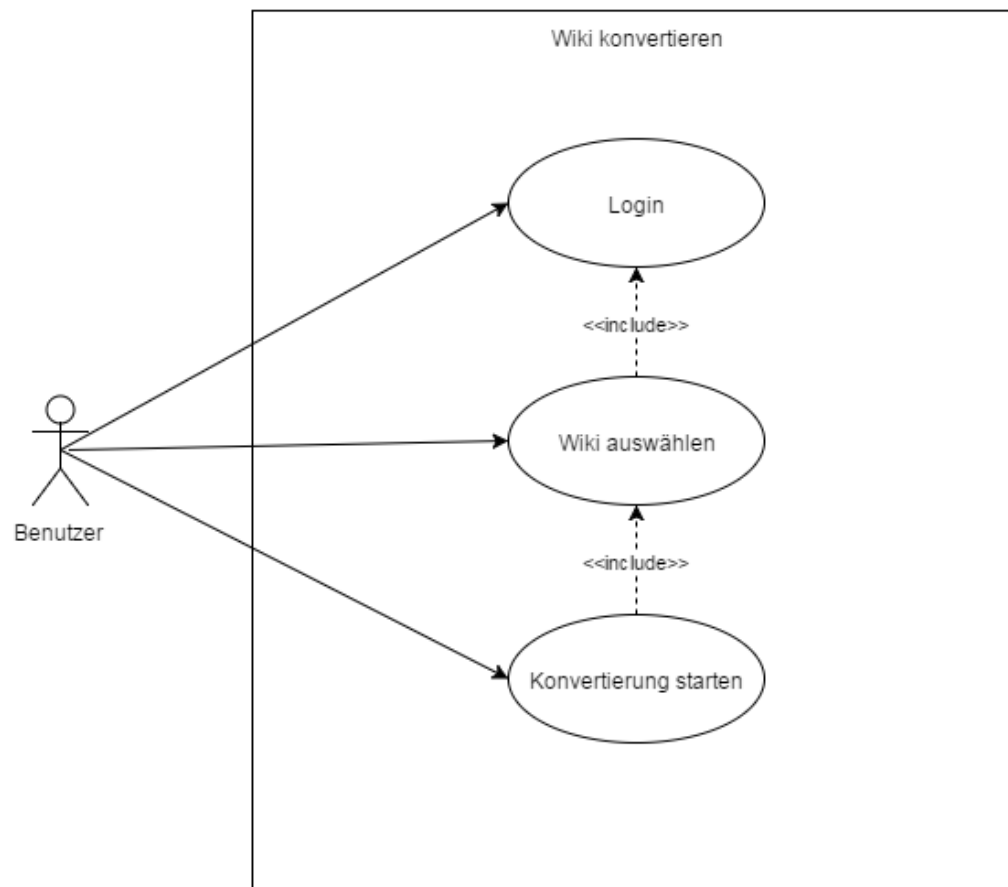 Wiki konvertieren
Login
<<include>>
Wiki auswählen
<<include>>
Benutzer
Konvertierung starten